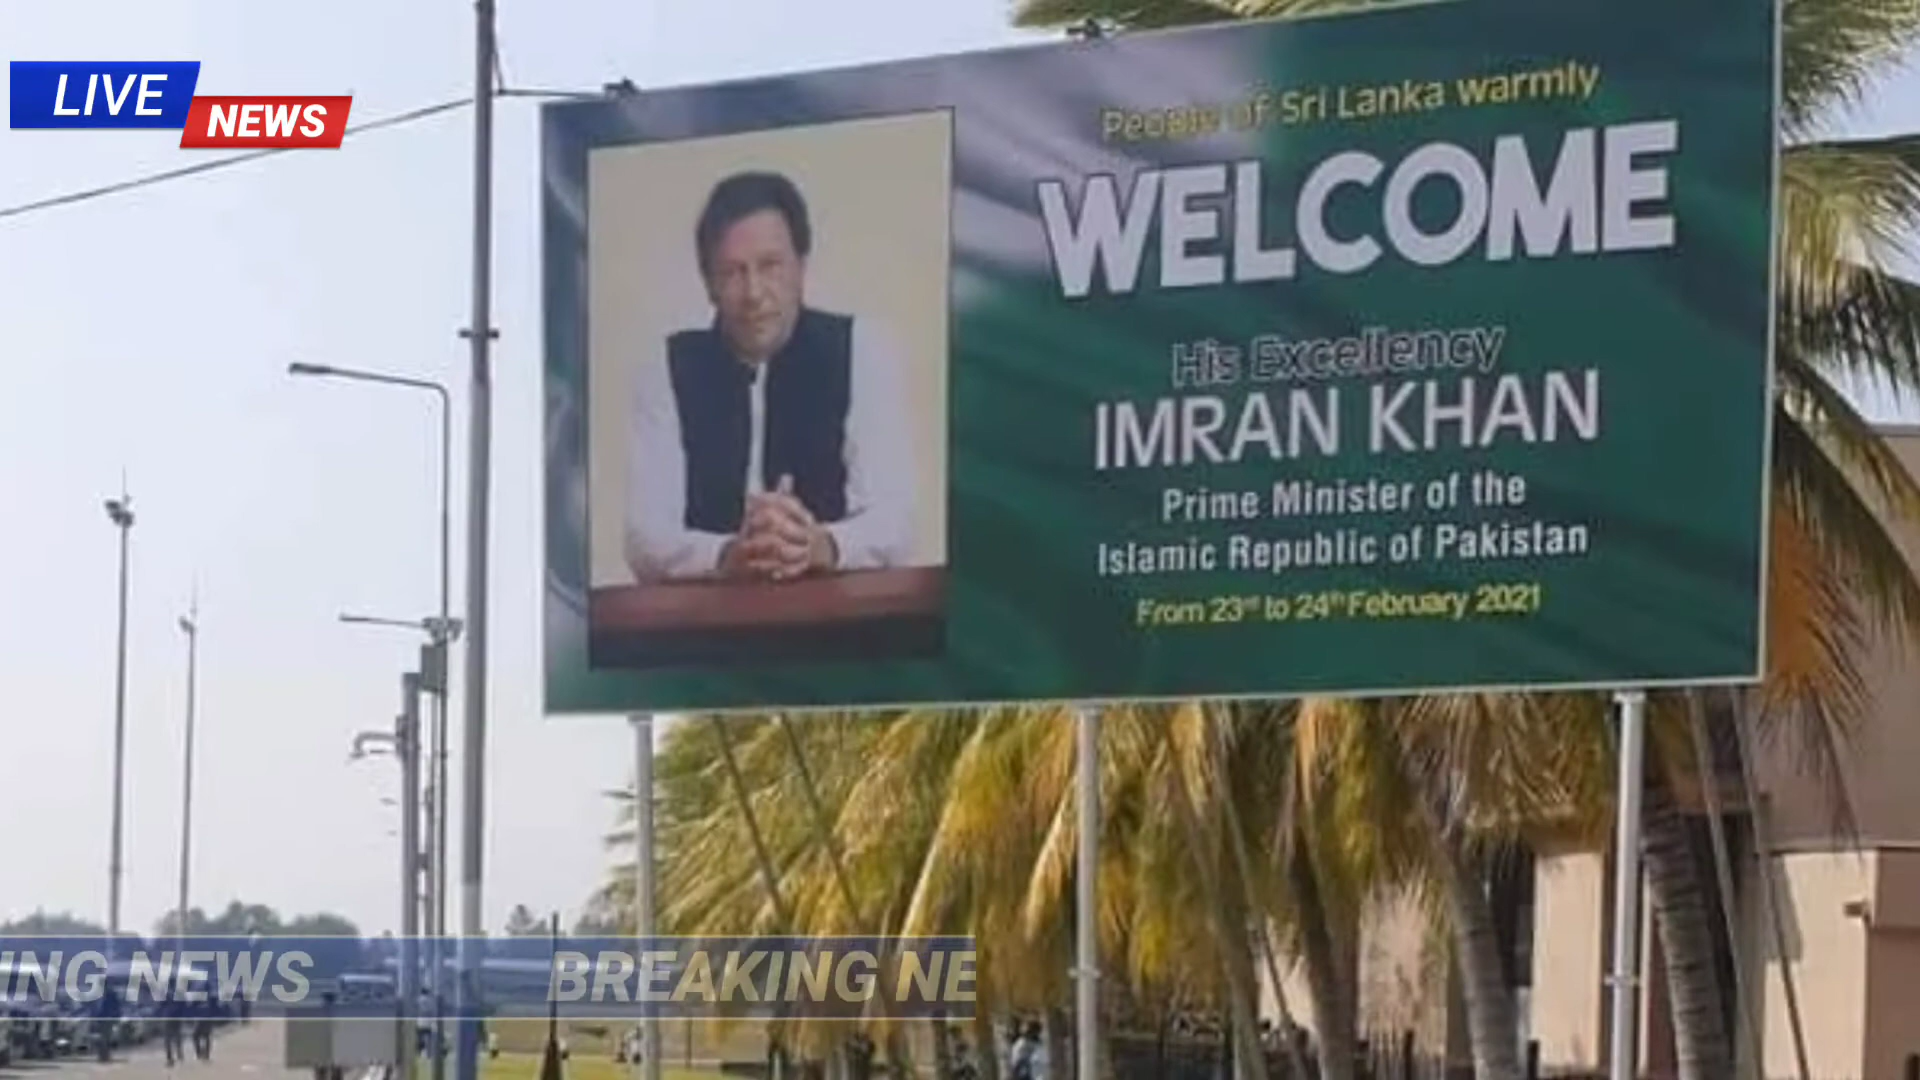 LIVE
NEWS
People of Sri Lanka warmly
WELCOME
His Excellency
IMRAN KHAN
Prime Minister of the
Islamic Republic of Pakistan
From 23rd to 24th February 2021
ING NEWS BREAKING NE